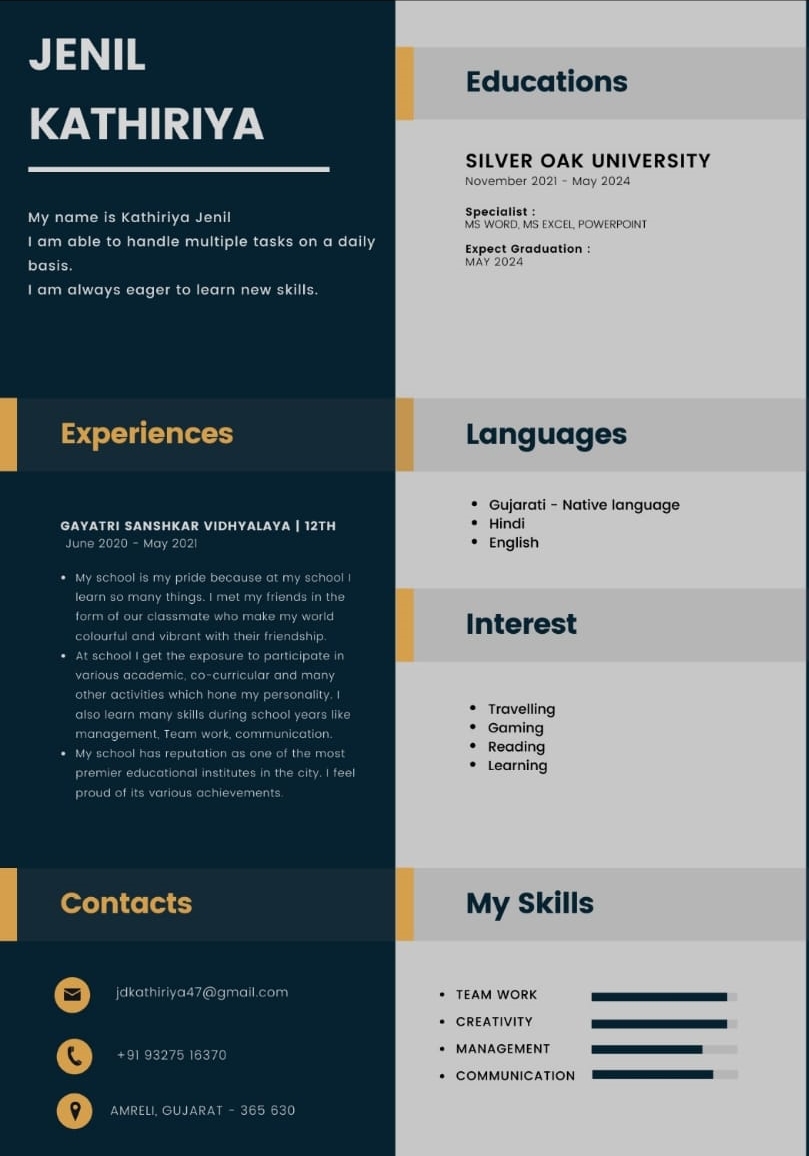 JENIL
KATHIRIYA
My name is Kathiriya Jenil
I am able to handle multiple tasks on a daily
basis.
I am always eager to learn new skills.
Experiences
GAYATRI SANSHKAR VIDHYALAYA | 12TH
June 2020 - May 2021
• My school is my pride because at my school I
learn so many things. I met my friends in the
form of our classmate who make my world
colourful and vibrant with their friendship.
• At school I get the exposure to participate in
various academic, co-curricular and many
other activities which hone my personality. I
also learn many skills during school years like
management, Team work, communication.
• My school has reputation as one of the most
premier educational institutes in the city. I feel
proud of its various achievements.
Contacts
jdkathiriya47@gmail.com
+91 93275 16370
AMRELI, GUJARAT - 365 630
Educations
SILVER OAK UNIVERSITY
November 2021 - May 2024
Specialist :
MS WORD, MS EXCEL, POWERPOINT
Expect Graduation :
MAY 2024
Languages
• Gujarati - Native language
• Hindi
• English
Interest
• Travelling
• Gaming
• Reading
• Learning
My Skills
• TEAM WORK
• CREATIVITY
• MANAGEMENT
• COMMUNICATION